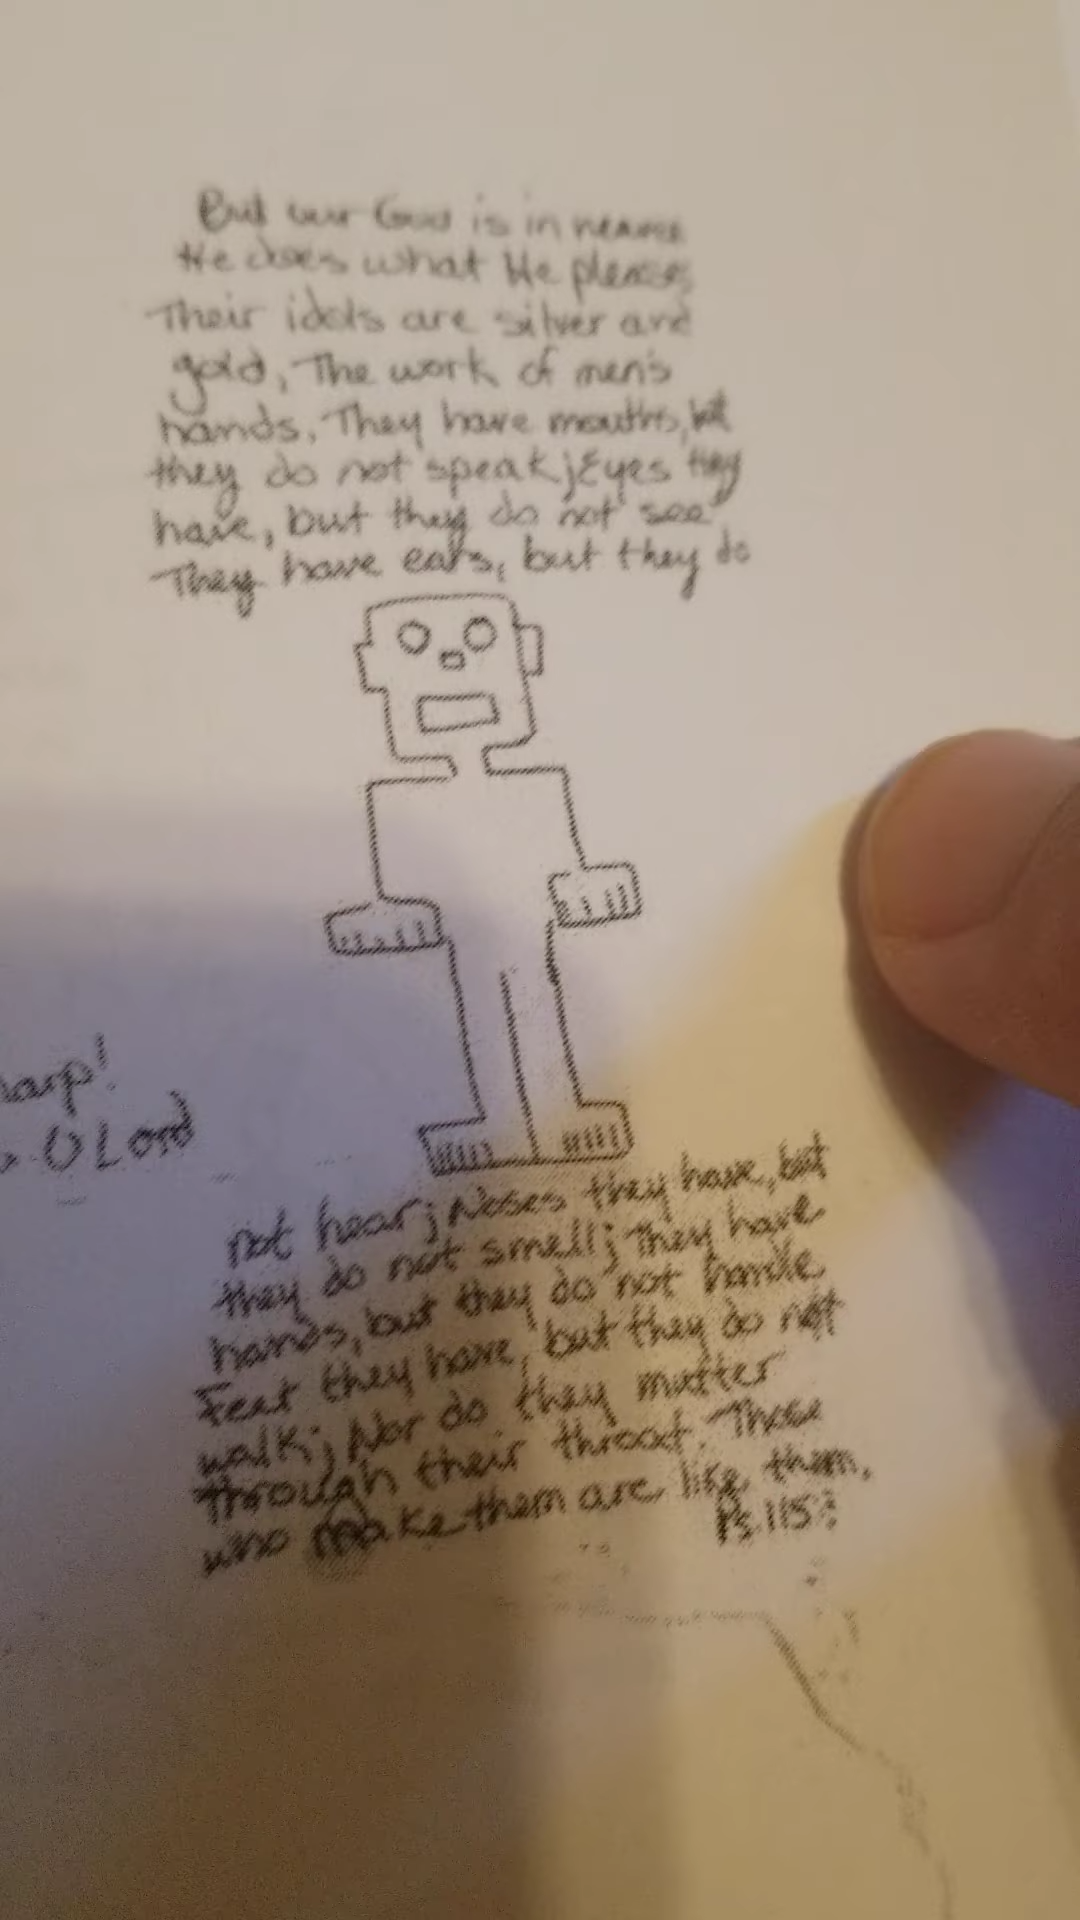 But our God is in heaven
He does what He pleases
Their idols are silver and
gold, The work of men's
hands. They have mouths, but
they do not speak; Eyes they
have, but they do not see
They have ears, but they do
harp!
O Lord
not hear; Noses they have, but
they do not smell; They have
hands, but they do not handle
Feet they have, but they do not
walk; Nor do they mutter
Through their throat. Those
who make them are like them.
Ps. 115: